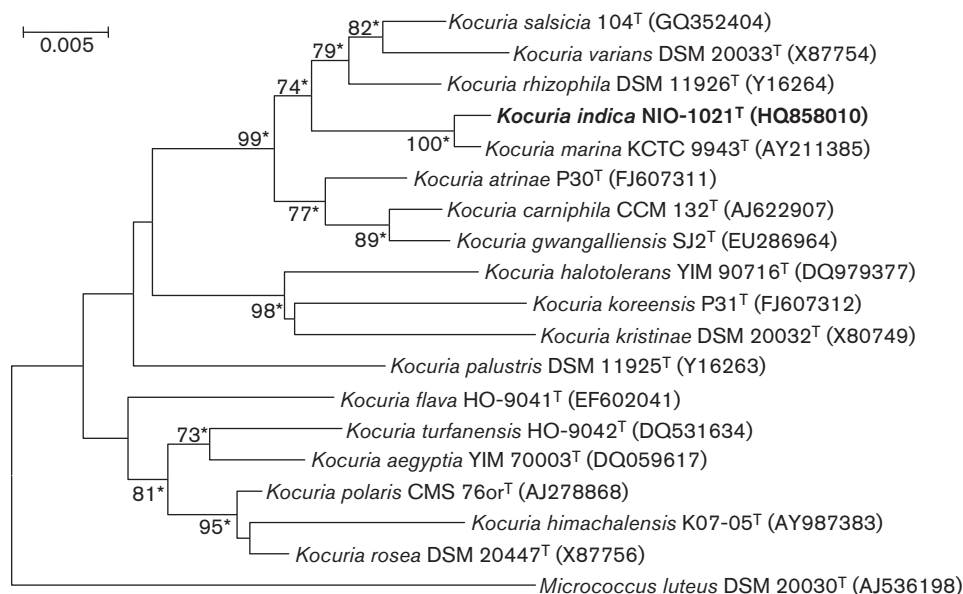 82*
Kocuria salsicia 104T (GQ352404)
0.005
79*
Kocuria varians DSM 20033T (X87754)
74*
Kocuria rhizophila DSM 11926T (Y16264)
Kocuria indica NIO-1021T (HQ858010)
99*
100*
Kocuria marina KCTC 9943T (AY211385)
Kocuria atrinae P30T (FJ607311)
77*
Kocuria carniphila CCM 132T (AJ622907)
89*
Kocuria gwangalliensis SJ2T (EU286964)
Kocuria halotolerans YIM 90716T (DQ979377)
98*
Kocuria koreensis P31T (FJ607312)
Kocuria kristinae DSM 20032T (X80749)
Kocuria palustris DSM 11925T (Y16263)
Kocuria flava HO-9041T (EF602041)
73*
Kocuria turfanensis HO-9042T (DQ531634)
Kocuria aegyptia YIM 70003T (DQ059617)
81*
Kocuria polaris CMS 76orT (AJ278868)
95*
Kocuria himachalensis K07-05T (AY987383)
Kocuria rosea DSM 20447T (X87756)
Micrococcus luteus DSM 20030T (AJ536198)